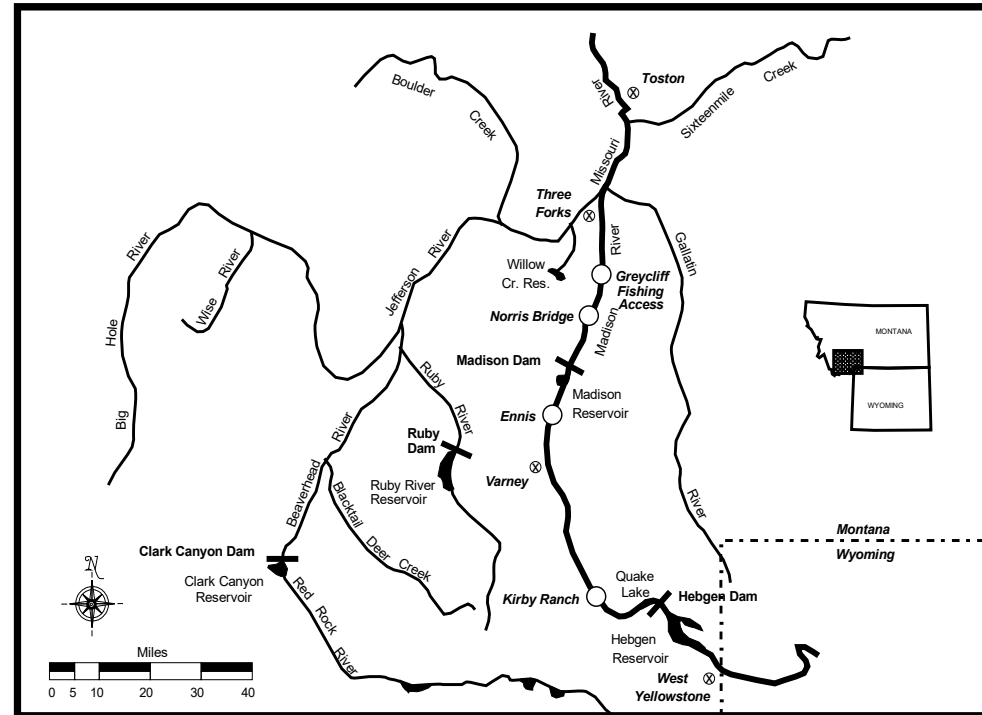 Toston
River
Sixteenmile
Creek
Boulder
Creek
Missouri
Three
Forks
River
Gallatin
River
Willow
Cr. Res.
Greycliff
Fishing
Access
Norris Bridge
Madison
Madison Dam
Madison
Reservoir
Ennis
Varney
River
Hole
Big
River
Wise
River
Jefferson
Ruby
River
Ruby
Dam
Ruby River
Reservoir
River
Beaverhead
Blacktail
Deer
Creek
Clark Canyon Dam
Clark Canyon
Reservoir
Red
Rock
River
Kirby Ranch
Quake
Lake
Hebgen Dam
Hebgen
Reservoir
West
Yellowstone
Montana
Wyoming
MONTANA
WYOMING
N
Miles
0 5 10 20 30 40